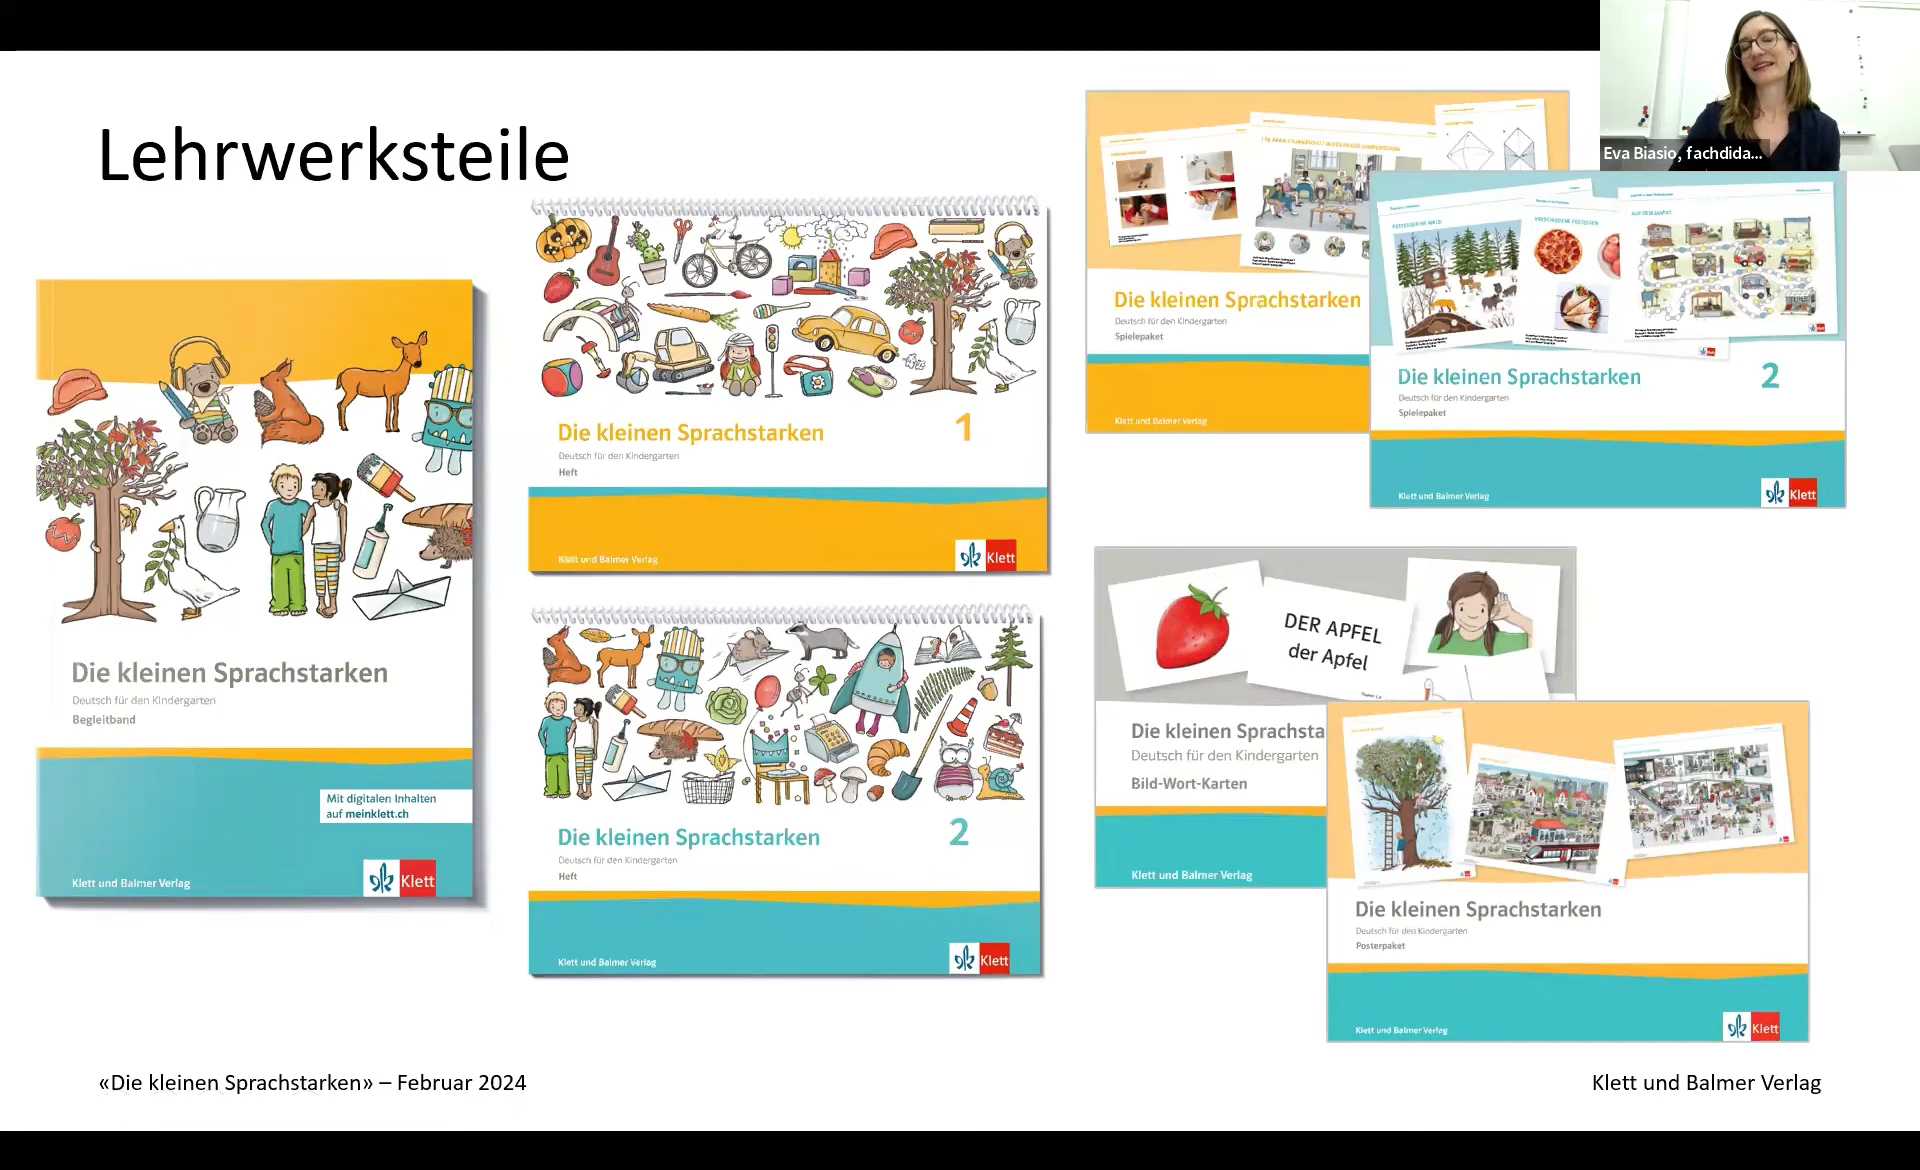 Lehrwerksteile
Eva Biasio, fachdida...
Die kleinen Sprachstarken
Deutsch für den Kindergarten
Begleitband
Mit digitalen Inhalten
auf meinklett.ch
Klett und Balmer Verlag
Klett
Die kleinen Sprachstarken 1
Deutsch für den Kindergarten
Heft
Klett und Balmer Verlag
Klett
Die kleinen Sprachstarken 2
Deutsch für den Kindergarten
Heft
Klett und Balmer Verlag
Klett
Die kleinen Sprachstarken
Deutsch für den Kindergarten
Spielepaket
Klett und Balmer Verlag
Die kleinen Sprachstarken 2
Deutsch für den Kindergarten
Spielepaket
Klett und Balmer Verlag
Klett
DER APFEL
der Apfel
Die kleinen Sprachsta
Deutsch für den Kindergarten
Bild-Wort-Karten
Klett und Balmer Verlag
Die kleinen Sprachstarken
Deutsch für den Kindergarten
Posterpaket
Klett und Balmer Verlag
Klett
«Die kleinen Sprachstarken» – Februar 2024
Klett und Balmer Verlag